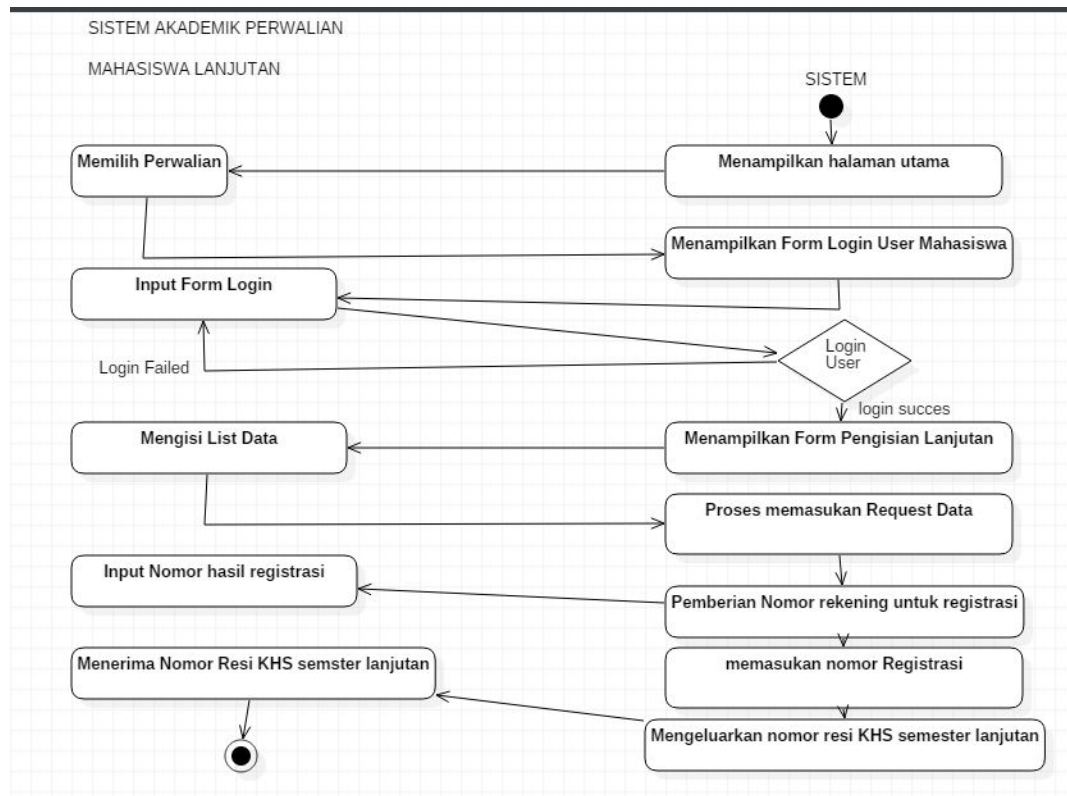 SISTEM AKADEMIK PERWALIAN
MAHASISWA LANJUTAN
SISTEM
Memilih Perwalian
Menampilkan halaman utama
Menampilkan Form Login User Mahasiswa
Input Form Login
Login
User
Login Failed
login succes
Mengisi List Data
Menampilkan Form Pengisian Lanjutan
Proses memasukan Request Data
Input Nomor hasil registrasi
Pemberian Nomor rekening untuk registrasi
Menerima Nomor Resi KHS semster lanjutan
memasukan nomor Registrasi
Mengeluarkan nomor resi KHS semester lanjutan